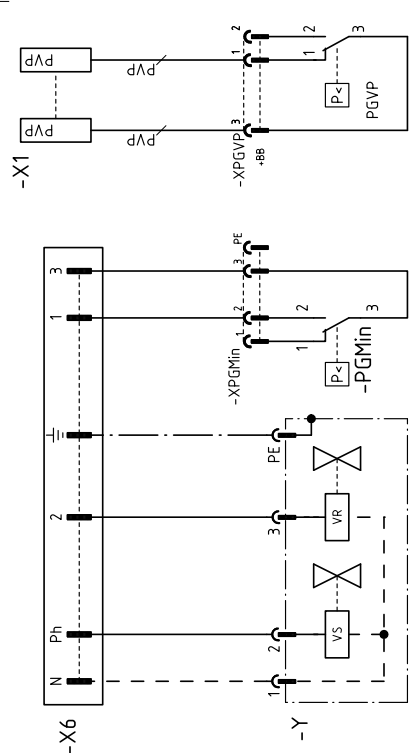 -X6
N
Ph
2
1
3
-X1
PVP
PVP
PVP
PVP
-Y
1
2
3
PE
-XPGMin
1
2
3
PE
-XPGVP
+BB
3
1
2
VS
VR
P<
1
2
3
-PGMin
P<
1
2
3
PGVP